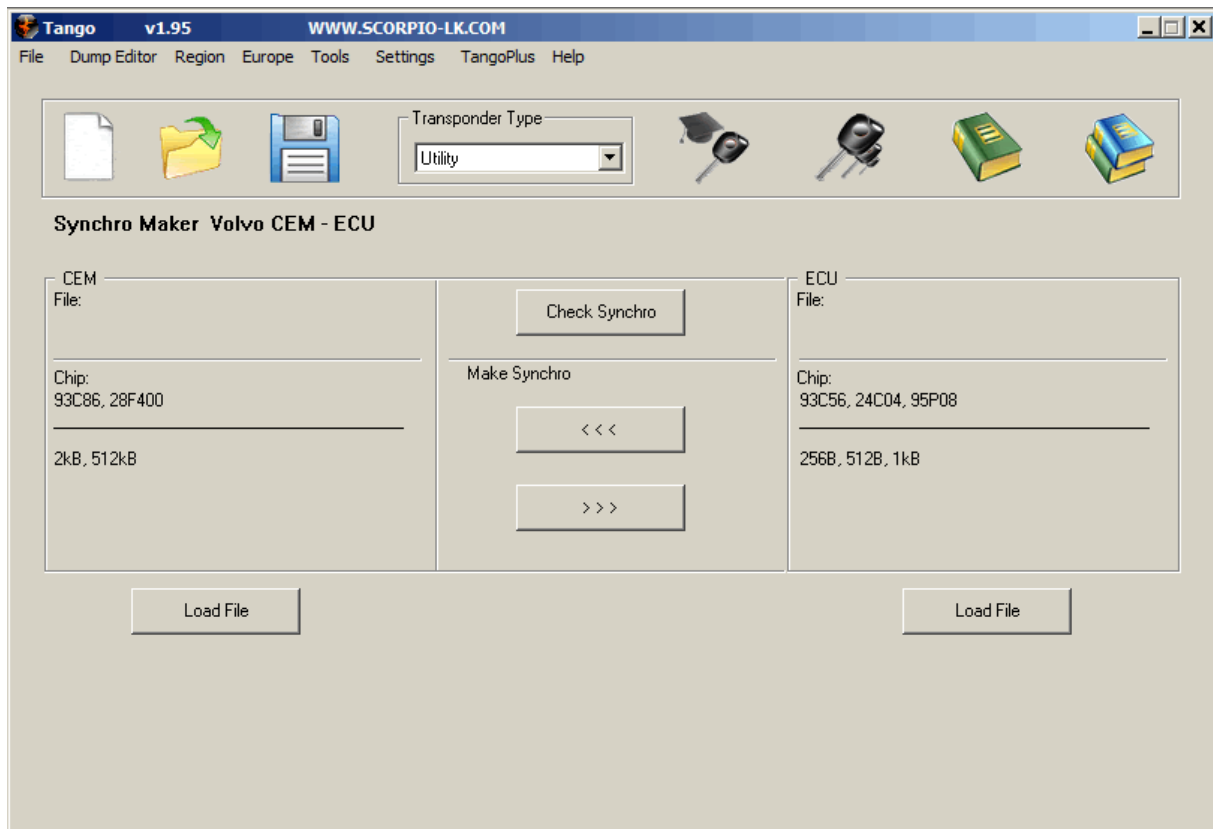 Tango v1.95 WWW.SCORPIO-LK.COM
File Dump Editor Region Europe Tools Settings TangoPlus Help
Transponder Type
Utility
Synchro Maker Volvo CEM - ECU
CEM
File:
Chip:
93C86, 28F400
2kB, 512kB
Load File
Check Synchro
Make Synchro
< < <
> > >
ECU
File:
Chip:
93C56, 24C04, 95P08
256B, 512B, 1kB
Load File